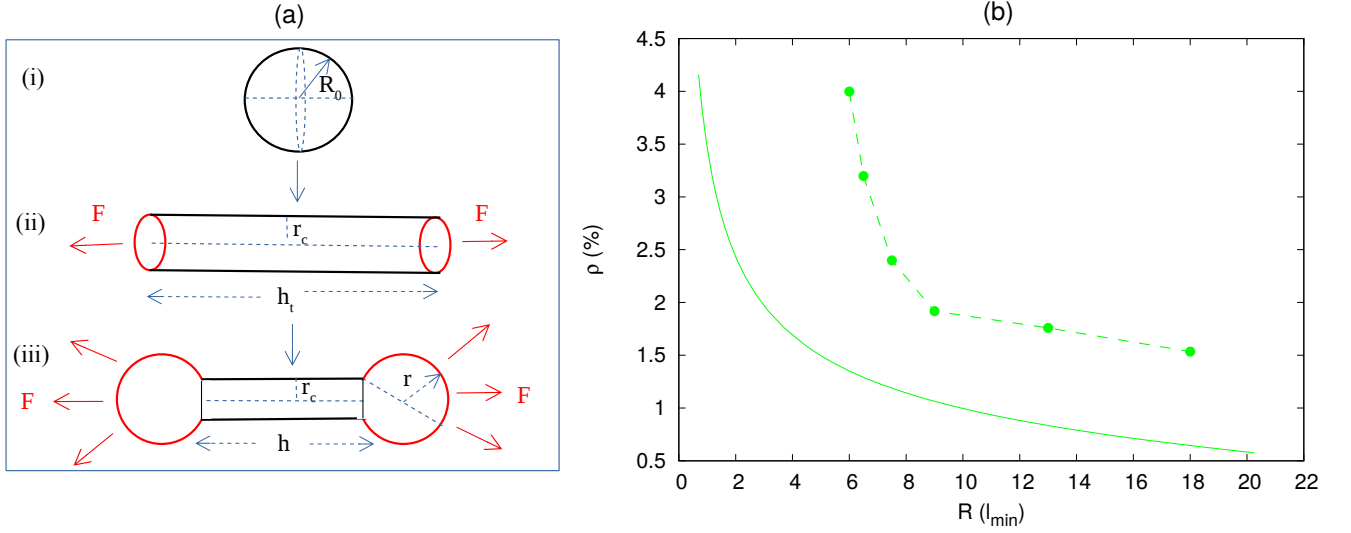 (a)
(i)
R0
(ii)
F
F
rc
ht
(iii)
F
F
rc
r
h
(b)
4.5
4
3.5
3
2.5
2
1.5
1
0.5
ρ (%)
0 2 4 6 8 10 12 14 16 18 20 22
R (lmin)